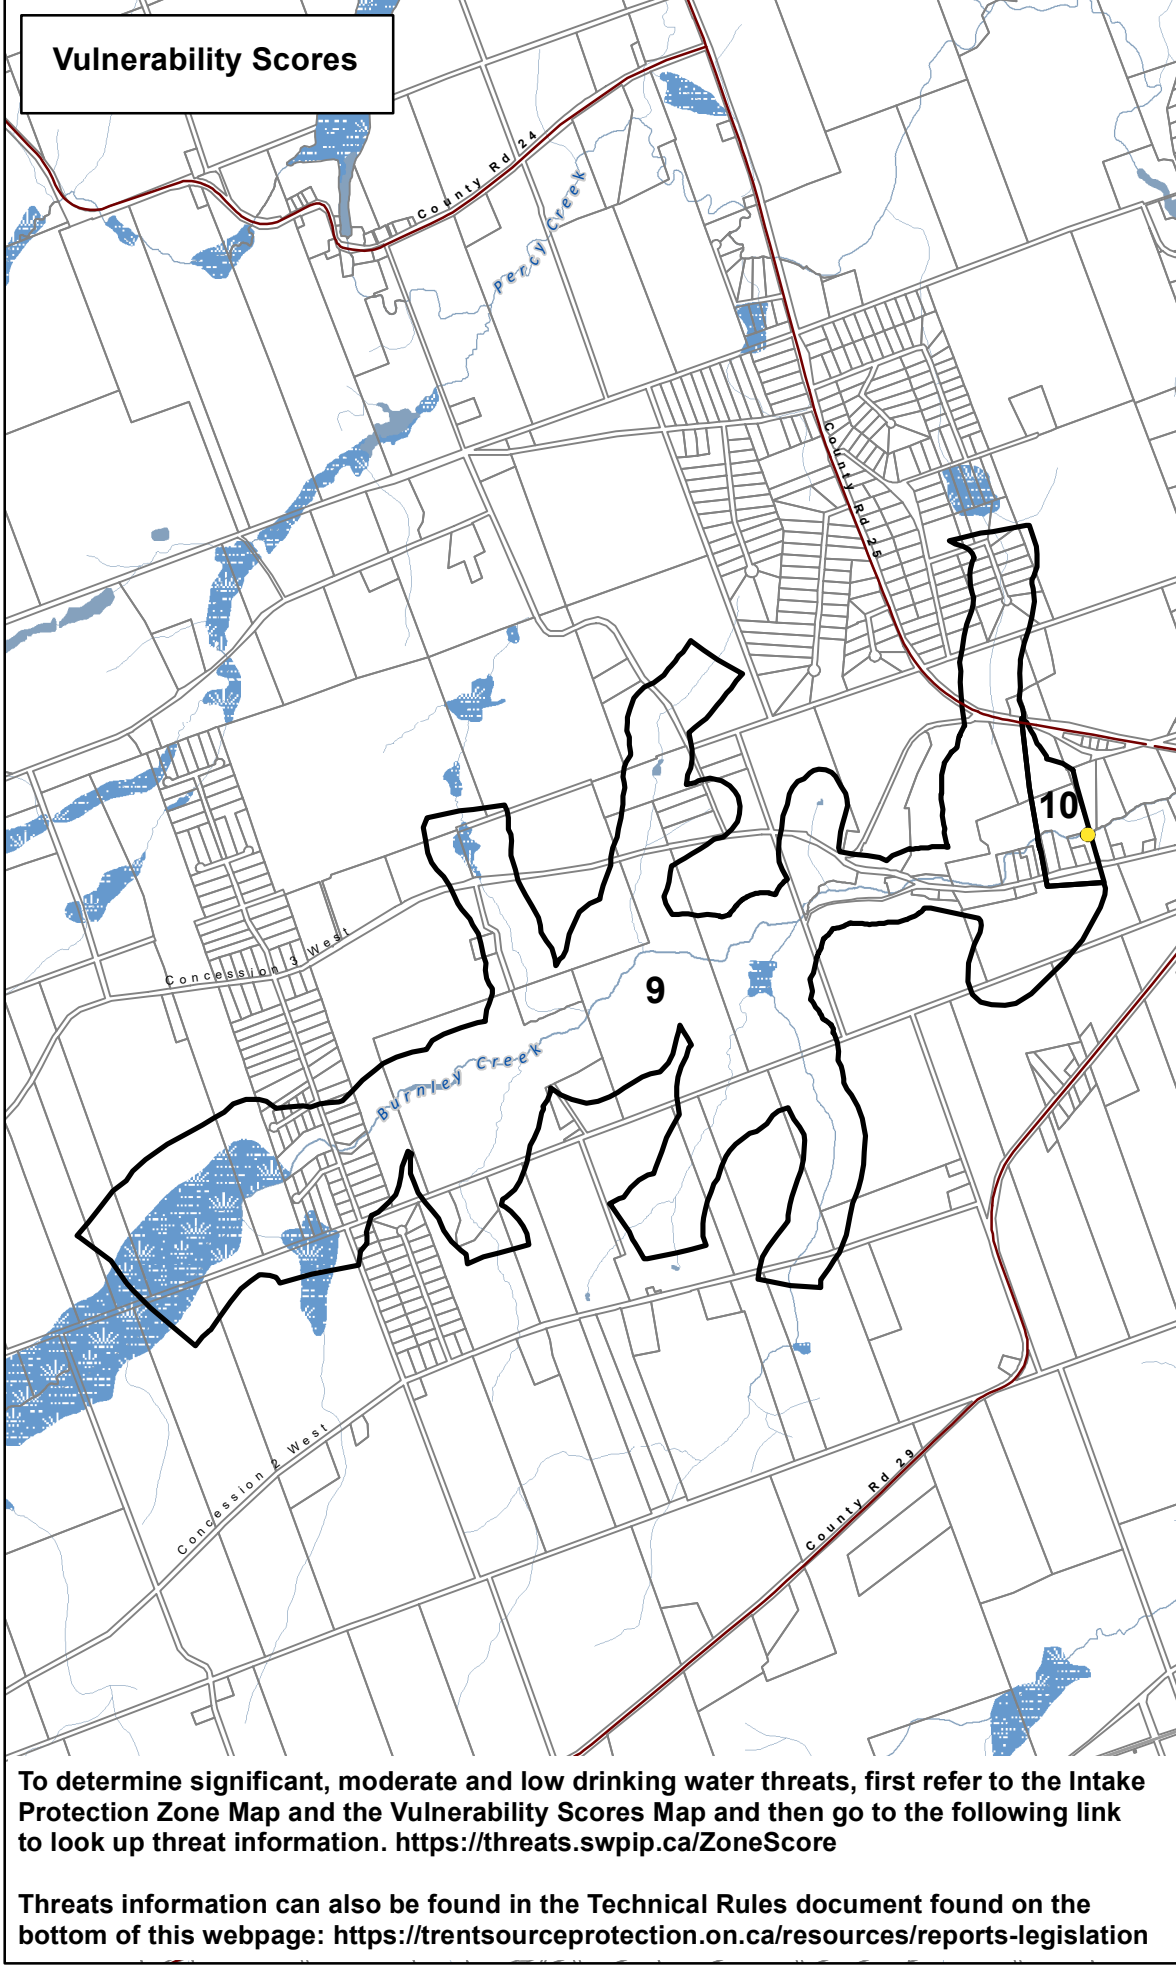 Vulnerability Scores
County Rd 24
Percy Creek
County Rd 25
10
Concession 3 West
9
Burnley Creek
Concession 2 West
County Rd 29
To determine significant, moderate and low drinking water threats, first refer to the Intake
Protection Zone Map and the Vulnerability Scores Map and then go to the following link
to look up threat information. https://threats.swpip.ca/ZoneScore
Threats information can also be found in the Technical Rules document found on the
bottom of this webpage: https://trentsourceprotection.on.ca/resources/reports-legislation